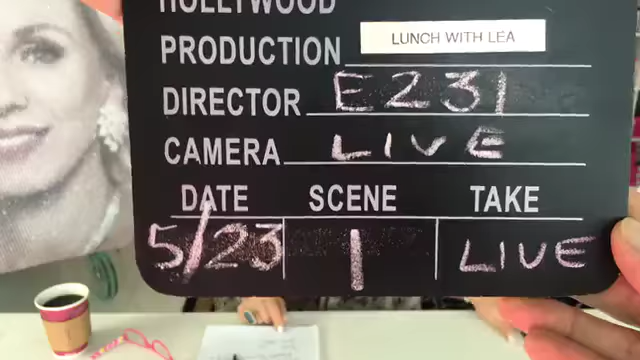 HOLLYWOOD
PRODUCTION LUNCH WITH LEA
DIRECTOR E231
CAMERA LIVE
DATE SCENE TAKE
5/23 1 LIVE